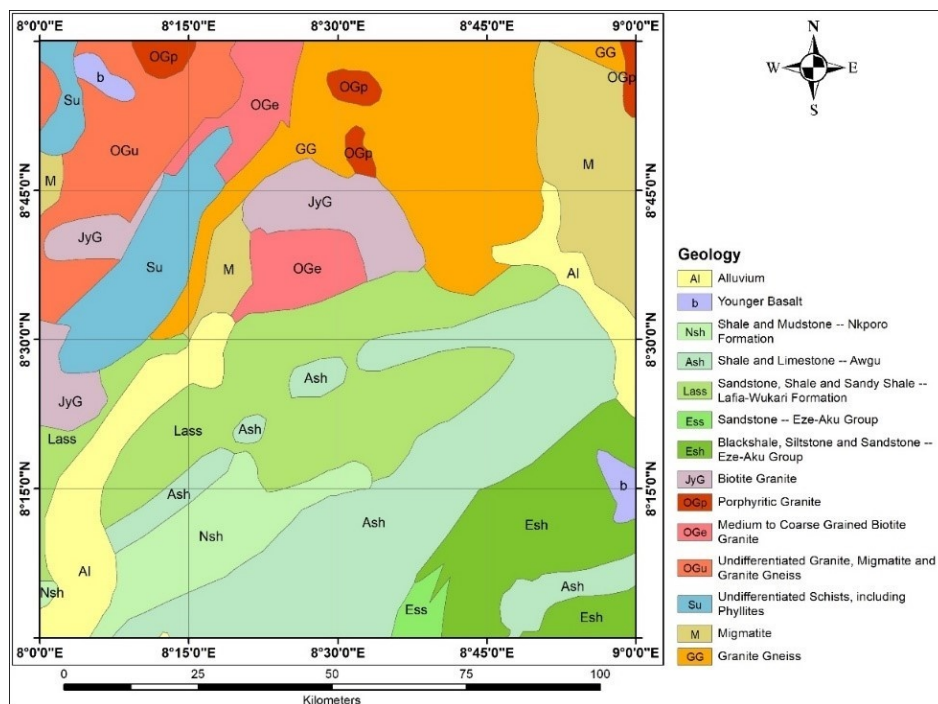 8°0'0"E 8°15'0"E 8°30'0"E 8°45'0"E 9°0'0"E
N
W E
S
OGp
GG
OGp
b
Su
OGe
OGp
OGu
GG
OGp
M
M
8°45'0"N 8°45'0"N
JyG
JyG
Su
M
OGe
Al
8°30'0"N 8°30'0"N
JyG
Ash
Lass
Lass
Ash
8°15'0"N 8°15'0"N
Ash
b
Nsh
Ash
Esh
Al
Nsh
Ash
Ess
Esh
8°0'0"E 8°15'0"E 8°30'0"E 8°45'0"E 9°0'0"E
0 25 50 75 100
Kilometers
Geology
Al Alluvium
b Younger Basalt
Nsh Shale and Mudstone -- Nkporo
Formation
Ash Shale and Limestone -- Awgu
Lass Sandstone, Shale and Sandy Shale --
Lafia-Wukari Formation
Ess Sandstone -- Eze-Aku Group
Esh Blackshale, Siltstone and Sandstone --
Eze-Aku Group
JyG Biotite Granite
OGp Porphyritic Granite
OGe Medium to Coarse Grained Biotite
Granite
OGu Undifferentiated Granite, Migmatite and
Granite Gneiss
Su Undifferentiated Schists, including
Phyllites
M Migmatite
GG Granite Gneiss